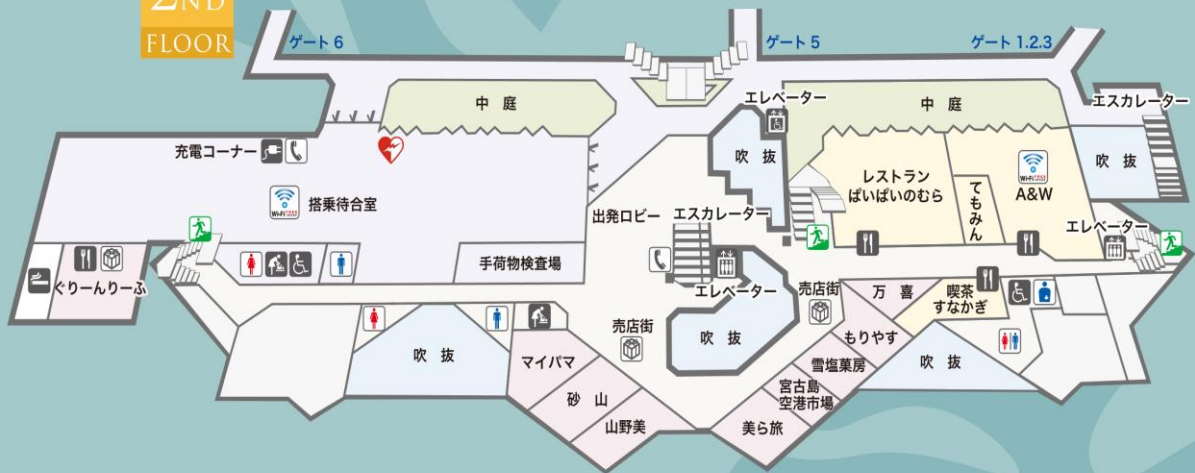 2ND
FLOOR
ゲート 6
ゲート 5
ゲート 1.2.3
中 庭
エレベーター
中 庭
エスカレーター
充電コーナー
吹 抜
レストラン
ぱいぱいのむら
てもみん
Wi-Fi
A&W
吹 抜
Wi-Fi
搭乗待合室
出発ロビー
エスカレーター
エレベーター
手荷物検査場
ぐりーんりーふ
エレベーター
売店街
万 喜
喫茶
すなかぎ
売店街
吹 抜
もりやす
吹 抜
マイパマ
雪塩菓房
吹 抜
砂 山
宮古島
空港市場
山野美
美ら旅